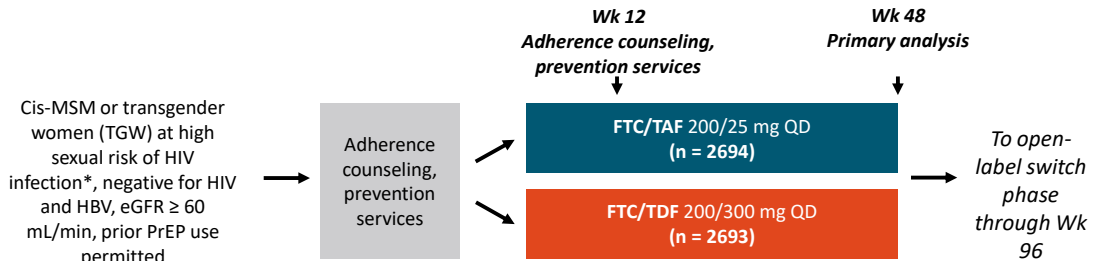 Wk 12
Adherence counseling,
prevention services
Wk 48
Primary analysis
Cis-MSM or transgender
women (TGW) at high
sexual risk of HIV
infection*, negative for HIV
and HBV, eGFR ≥ 60
mL/min, prior PrEP use
permitted
Adherence
counseling,
prevention
services
FTC/TAF 200/25 mg QD
(n = 2694)
FTC/TDF 200/300 mg QD
(n = 2693)
To open-
label switch
phase
through Wk
96